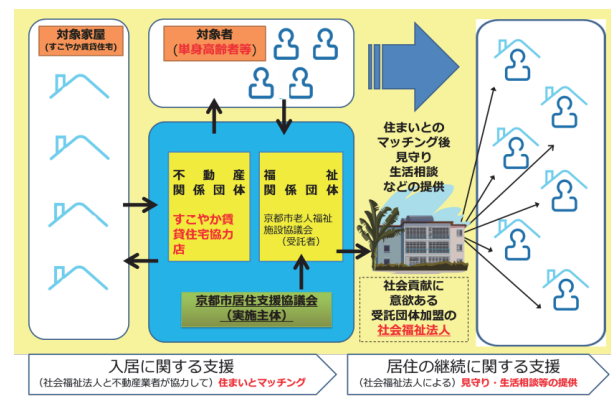 対象家屋
(すこやか賃貸住宅)
対象者
(単身高齢者等)
住まいとの
マッチング後
見守り
生活相談
などの提供
不動産
関係団体
すこやか賃
貸住宅協力
店
福祉
関係団体
京都市老人福祉
施設協議会
(受託者)
京都市居住支援協議会
(実施主体)
社会貢献に
意欲ある
受託団体加盟の
社会福祉法人
入居に関する支援
(社会福祉法人と不動産業者が協力して)住まいとマッチング
居住の継続に関する支援
(社会福祉法人による)見守り・生活相談等の提供